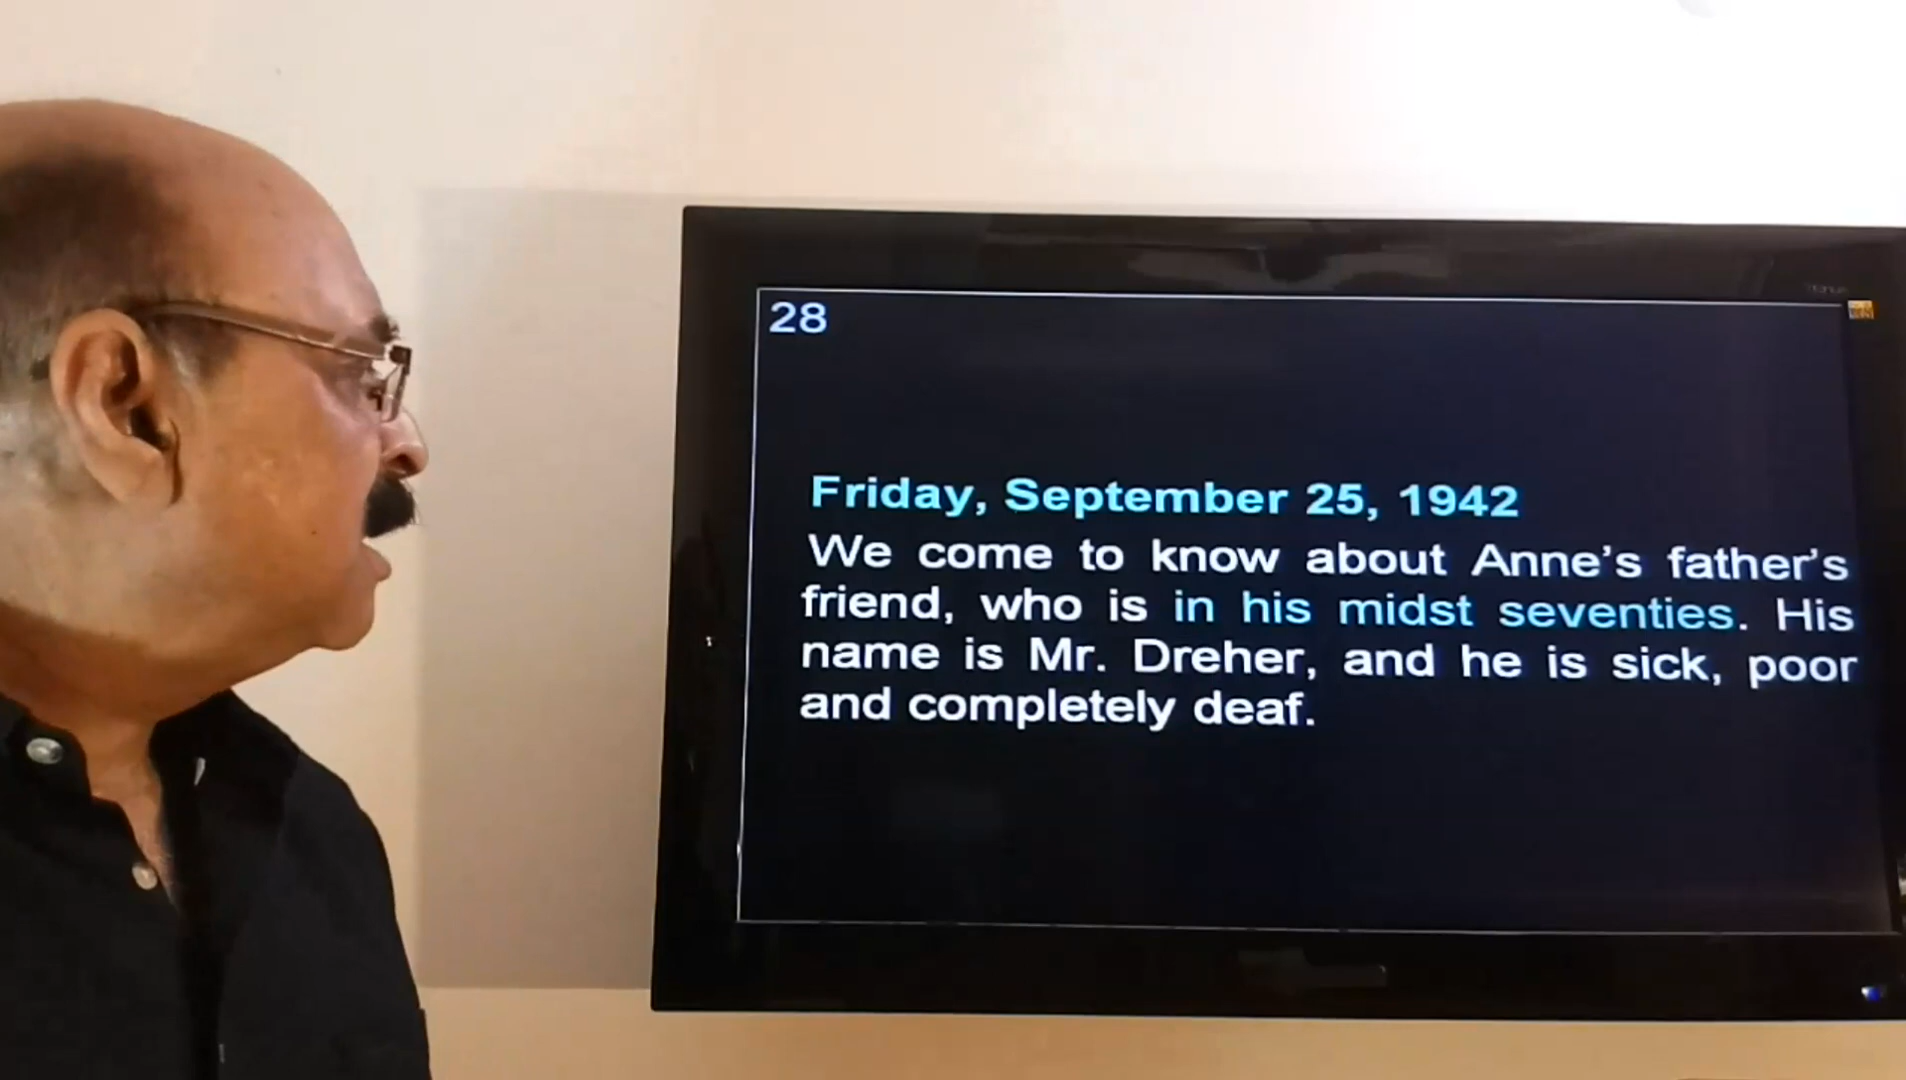 28
Friday, September 25, 1942
We come to know about Anne's father's
friend, who is in his midst seventies. His
name is Mr. Dreher, and he is sick, poor
and completely deaf.